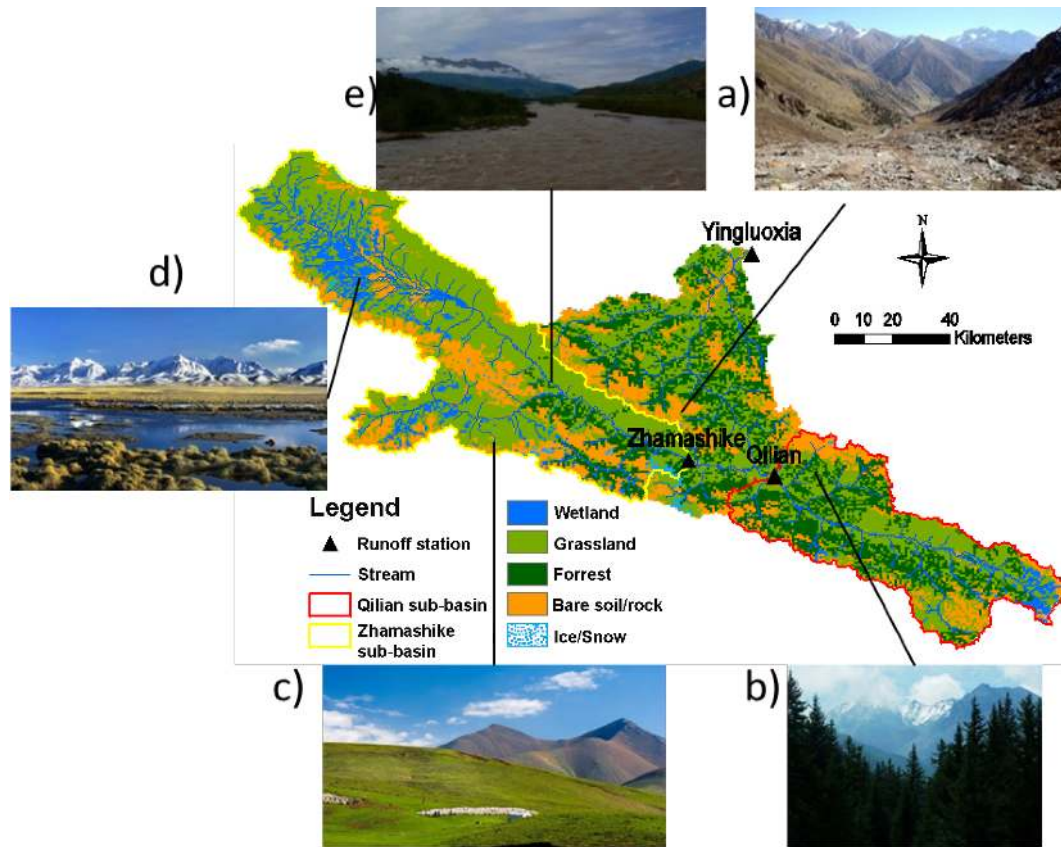 e)
a)
Yingluoxia
N
d)
0 10 20 40
Kilometers
Zhamashike
Qilian
Legend
Runoff station
Stream
Qilian sub-basin
Zhamashike
sub-basin
Wetland
Grassland
Forrest
Bare soil/rock
Ice/Snow
c)
b)